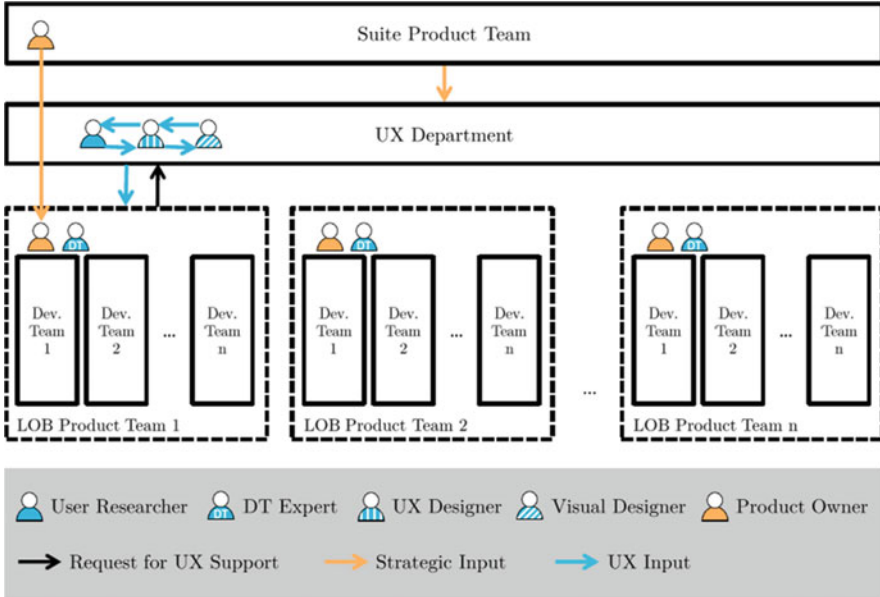 Suite Product Team
UX Department
DT
DT
DT
Dev.
Team
1
Dev.
Team
2
...
Dev.
Team
n
Dev.
Team
1
Dev.
Team
2
...
Dev.
Team
n
...
Dev.
Team
1
Dev.
Team
2
...
Dev.
Team
n
LOB Product Team 1
LOB Product Team 2
LOB Product Team n
User Researcher
DT
DT Expert
UX Designer
Visual Designer
Product Owner
Request for UX Support
Strategic Input
UX Input